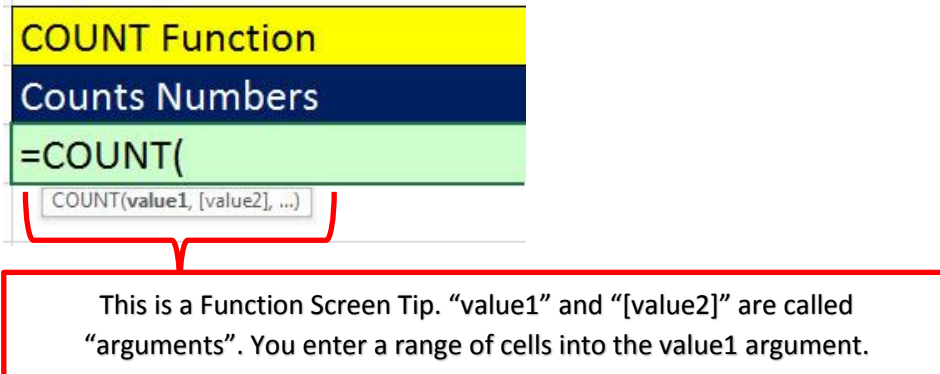 COUNT Function
Counts Numbers
=COUNT(
COUNT(value1, [value2], ...)
This is a Function Screen Tip. “value1” and “[value2]” are called
“arguments”. You enter a range of cells into the value1 argument.